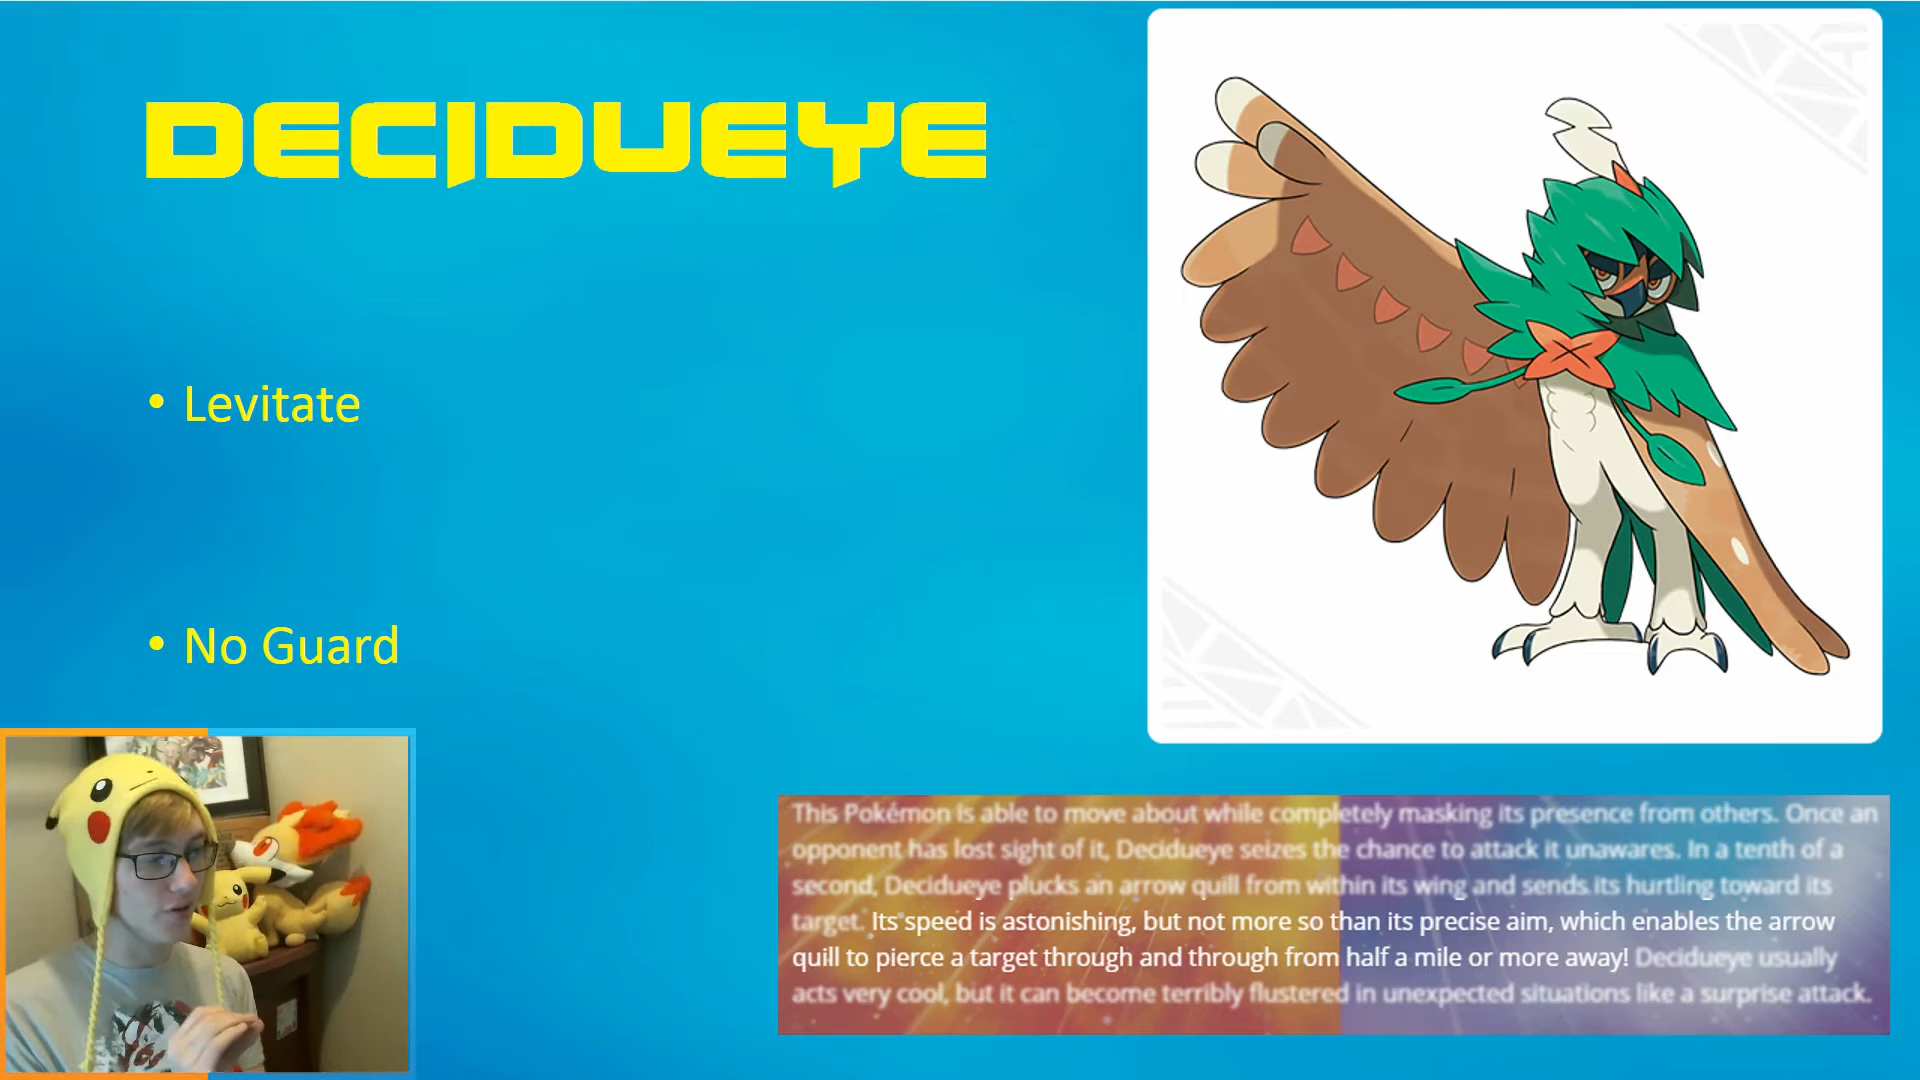 DECIDUEYE
• Levitate
• No Guard
This Pokémon is able to move about while completely masking its presence from others. Once an
opponent has lost sight of it, Decidueye seizes the chance to attack it unawares. In a tenth of a
second, Decidueye plucks an arrow quill from within its wing and sends its hurtling toward its
target. Its speed is astonishing, but not more so than its precise aim, which enables the arrow
quill to pierce a target through and through from half a mile or more away! Decidueye usually
acts very cool, but it can become terribly flustered in unexpected situations like a surprise attack.